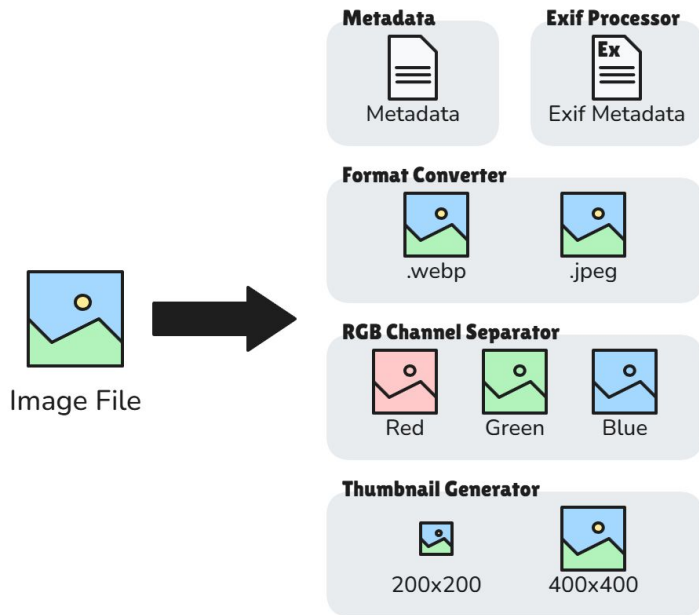 Metadata
Metadata
Exif Processor
Ex
Exif Metadata
Format Converter
.webp
.jpeg
Image File
RGB Channel Separator
Red
Green
Blue
Thumbnail Generator
200x200
400x400